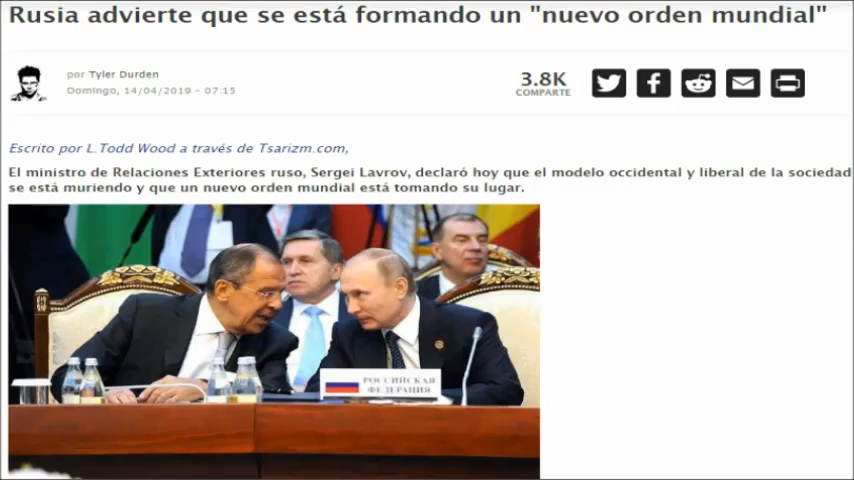 Rusia advierte que se está formando un "nuevo orden mundial"
por Tyler Durden
Domingo, 14/04/2019 - 07:15
3.8K
COMPARTE
Escrito por L.Todd Wood a través de Tsarizm.com,
El ministro de Relaciones Exteriores ruso, Sergei Lavrov, declaró hoy que el modelo occidental y liberal de la sociedad
se está muriendo y que un nuevo orden mundial está tomando su lugar.
РОССИЙСКАЯ
ФЕДЕРАЦИЯ